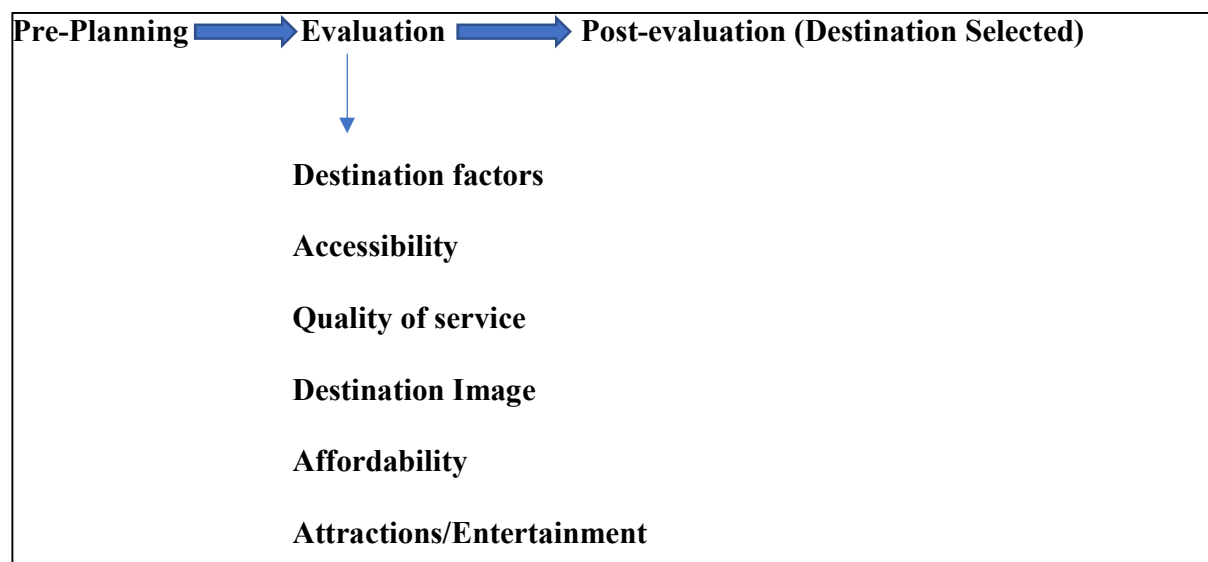 Pre-Planning Evaluation Post-evaluation (Destination Selected)
Destination factors
Accessibility
Quality of service
Destination Image
Affordability
Attractions/Entertainment